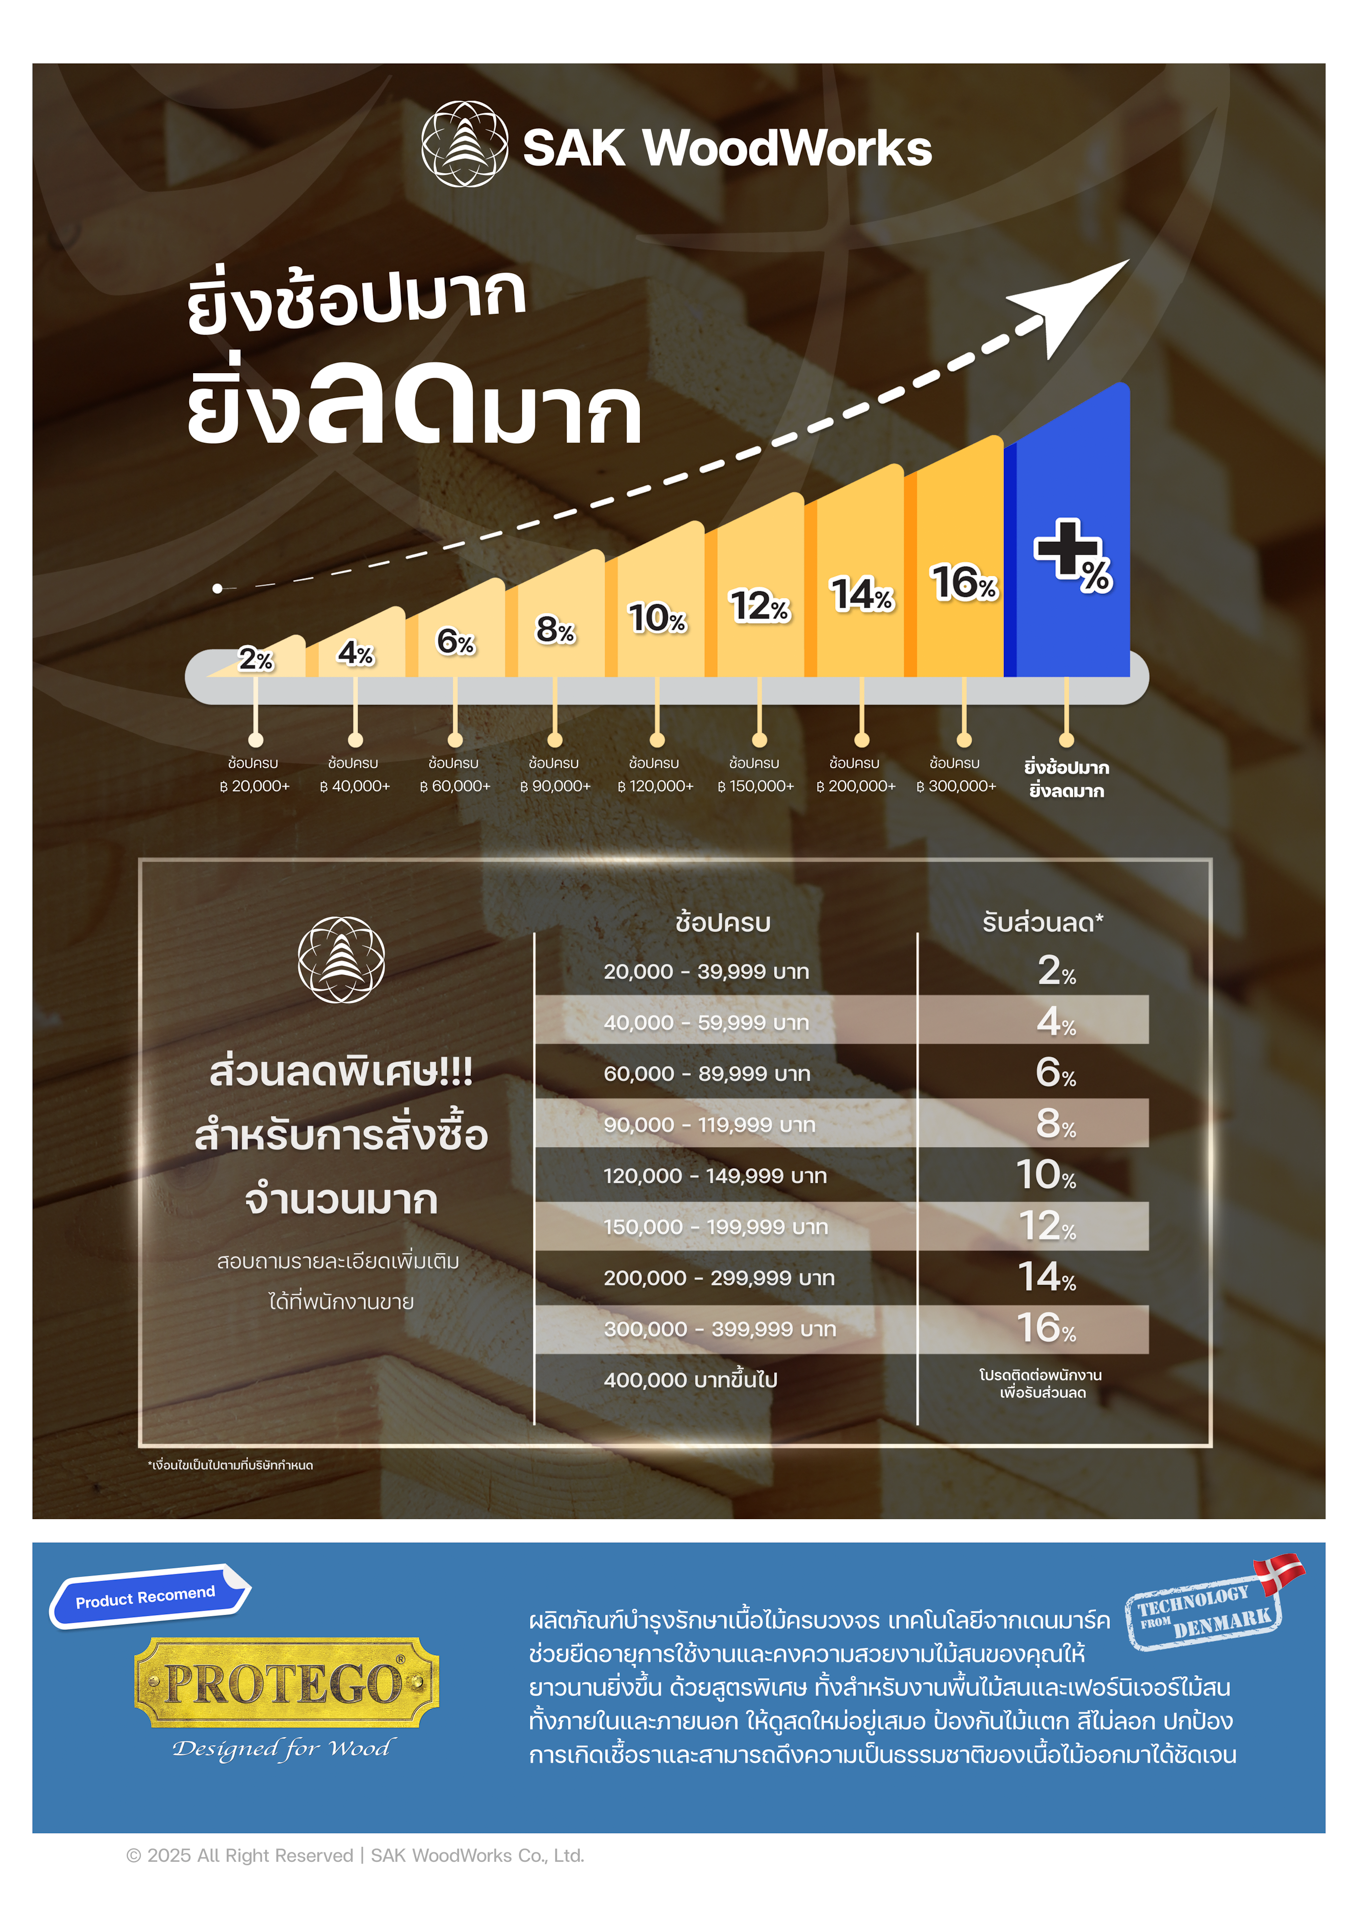 SAK WoodWorks
ยิ่งช้อปมาก
ยิ่งลดมาก
2%
4%
6%
8%
10%
12%
14%
16%
+%
ช้อปครบ
฿ 20,000+
ช้อปครบ
฿ 40,000+
ช้อปครบ
฿ 60,000+
ช้อปครบ
฿ 90,000+
ช้อปครบ
฿ 120,000+
ช้อปครบ
฿ 150,000+
ช้อปครบ
฿ 200,000+
ช้อปครบ
฿ 300,000+
ยิ่งช้อปมาก
ยิ่งลดมาก
ส่วนลดพิเศษ!!!
สำหรับการสั่งซื้อ
จำนวนมาก
สอบถามรายละเอียดเพิ่มเติม
ได้ที่พนักงานขาย
ช้อปครบ รับส่วนลด*
20,000 - 39,999 บาท 2%
40,000 - 59,999 บาท 4%
60,000 - 89,999 บาท 6%
90,000 - 119,999 บาท 8%
120,000 - 149,999 บาท 10%
150,000 - 199,999 บาท 12%
200,000 - 299,999 บาท 14%
300,000 - 399,999 บาท 16%
400,000 บาทขึ้นไป โปรดติดต่อพนักงาน
เพื่อรับส่วนลด
*เงื่อนไขเป็นไปตามที่บริษัทกำหนด
Product Recomend
PROTEGO®
Designed for Wood
ผลิตภัณฑ์บำรุงรักษาเนื้อไม้ครบวงจร เทคโนโลยีจากเดนมาร์ค
ช่วยยืดอายุการใช้งานและคงความสวยงามไม้สนของคุณให้
ยาวนานยิ่งขึ้น ด้วยสูตรพิเศษ ทั้งสำหรับงานพื้นไม้สนและเฟอร์นิเจอร์ไม้สน
ทั้งภายในและภายนอก ให้ดูสดใหม่อยู่เสมอ ป้องกันไม้แตก สีไม่ลอก ปกป้อง
การเกิดเชื้อราและสามารถดึงความเป็นธรรมชาติของเนื้อไม้ออกมาได้ชัดเจน
TECHNOLOGY
FROM DENMARK
© 2025 All Right Reserved | SAK WoodWorks Co., Ltd.